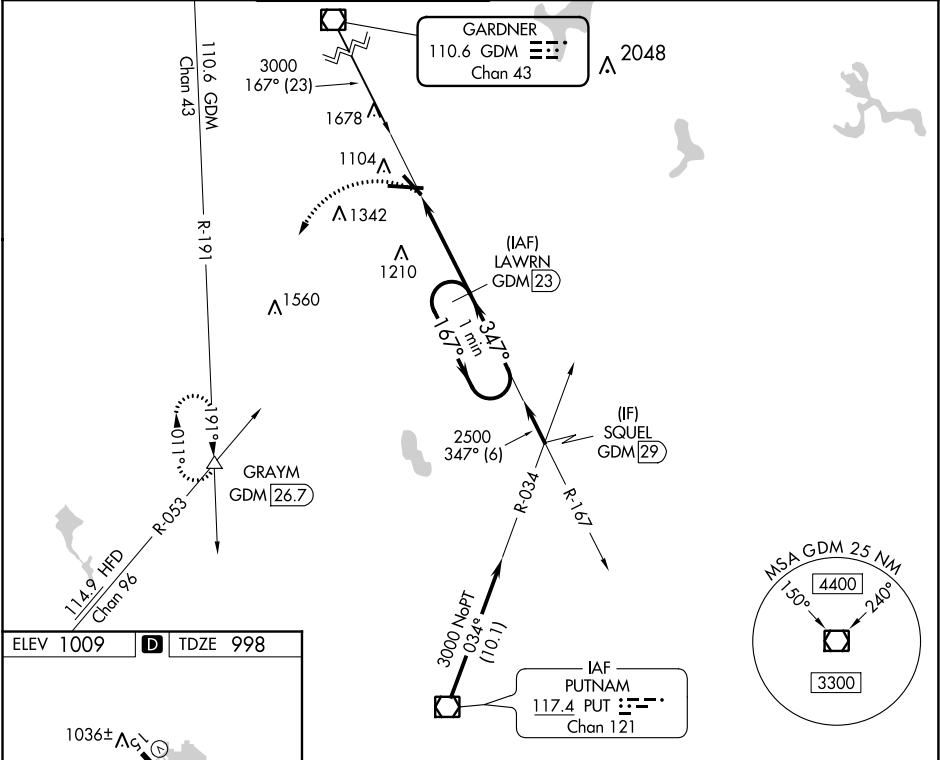 GARDNER
110.6 GDM
Chan 43
2048
110.6 GDM
Chan 43
3000
167° (23)
1678
1104
1342
1210
1560
R-191
(IAF)
LAWRN
GDM 23
1 min
167°
347°
191°
011°
GRAYM
GDM 26.7
R-053
114.9 HFD
Chan 96
2500
347° (6)
(IF)
SQUEL
GDM 29
R-034
R-167
3000 NoPT
034°
(10.1)
IAF
PUTNAM
117.4 PUT
Chan 121
MSA GDM 25 NM
150°
4400
240°
3300
ELEV 1009 D TDZE 998
1036±
15
V